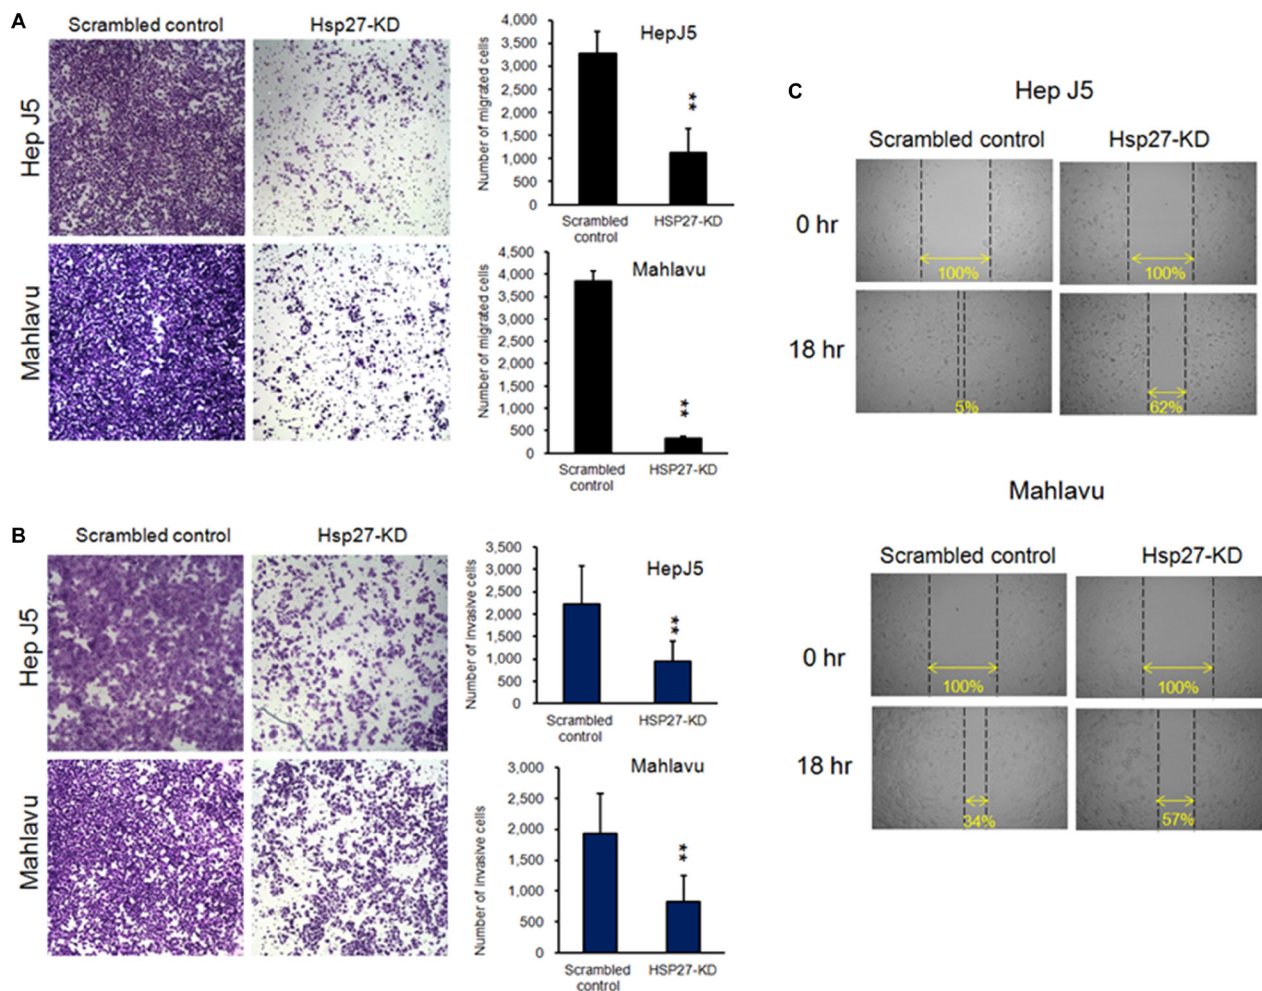 A
Scrambled control
Hsp27-KD
Hep J5
Mahlavu
4,000
3,500
3,000
2,500
2,000
1,500
1,000
500
0
Number of migrated cells
HepJ5
**
Scrambled
control
HSP27-KD
4,500
4,000
3,500
3,000
2,500
2,000
1,500
1,000
500
0
Number of migrated cells
Mahlavu
**
Scrambled
control
HSP27-KD
B
Scrambled control
Hsp27-KD
Hep J5
Mahlavu
3,500
3,000
2,500
2,000
1,500
1,000
500
0
Number of invasive cells
HepJ5
**
Scrambled
control
HSP27-KD
3,000
2,500
2,000
1,500
1,000
500
0
Number of invasive cells
Mahlavu
**
Scrambled
control
HSP27-KD
C
Hep J5
Scrambled control
Hsp27-KD
0 hr
100%
100%
18 hr
5%
62%
Mahlavu
Scrambled control
Hsp27-KD
0 hr
100%
100%
18 hr
34%
57%